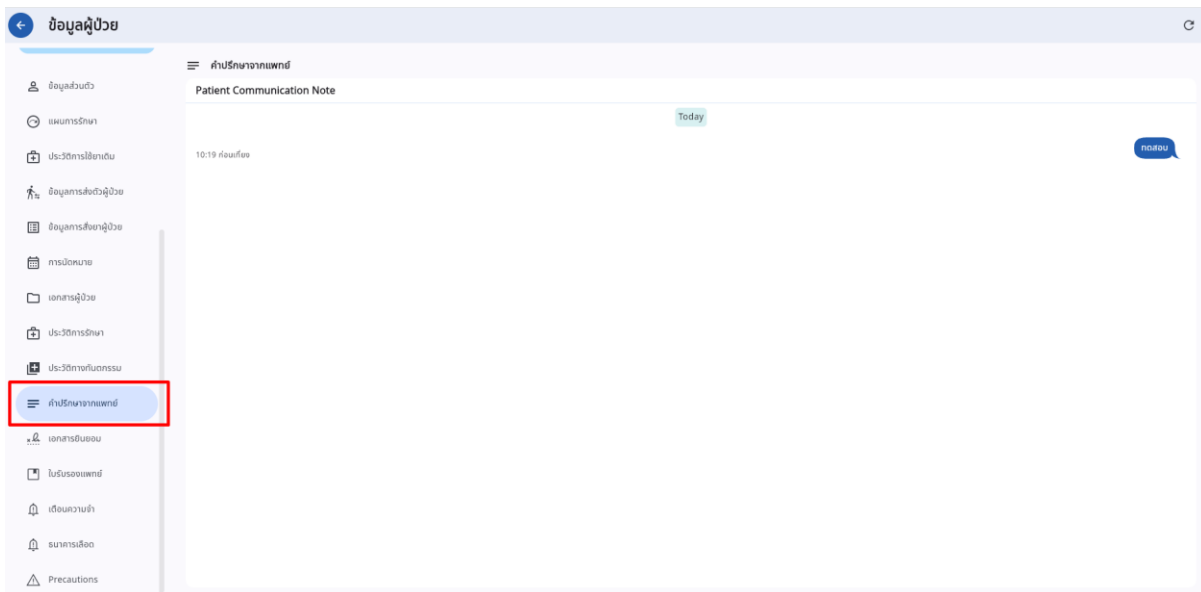 ข้อมูลผู้ป่วย
ข้อมูลส่วนตัว
แผนการรักษา
ประวัติการใช้ยาเดิม
ข้อมูลการส่งตัวผู้ป่วย
ข้อมูลการสั่งยาผู้ป่วย
การนัดหมาย
เอกสารผู้ป่วย
ประวัติการรักษา
ประวัติทางทันตกรรม
คำปรึกษาจากแพทย์
เอกสารยินยอม
ใบรับรองแพทย์
เตือนความจำ
ธนาคารเลือด
Precautions
คำปรึกษาจากแพทย์
Patient Communication Note
Today
10:19 ก่อนเที่ยง
ทดสอบ